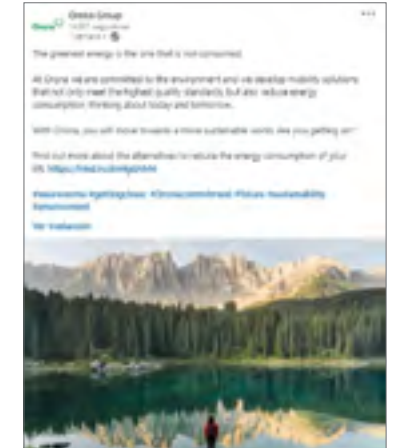 Orona Group
The greenest energy is the one that is not consumed.
At Orona we are committed to the environment and we develop mobility solutions
that not only meet the highest quality standards, but also reduce energy
consumption, thinking about today and tomorrow.
With Orona, you will move towards a more sustainable world. Are you getting on?
Find out more about the alternatives to reduce the energy consumption of your
lift
#sustainability
Ver traducción